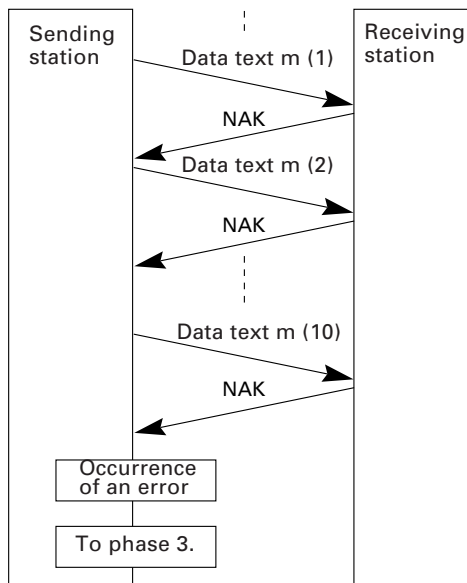 Sending
station
Receiving
station
Data text m (1)
NAK
Data text m (2)
NAK
Data text m (10)
NAK
Occurrence
of an error
To phase 3.